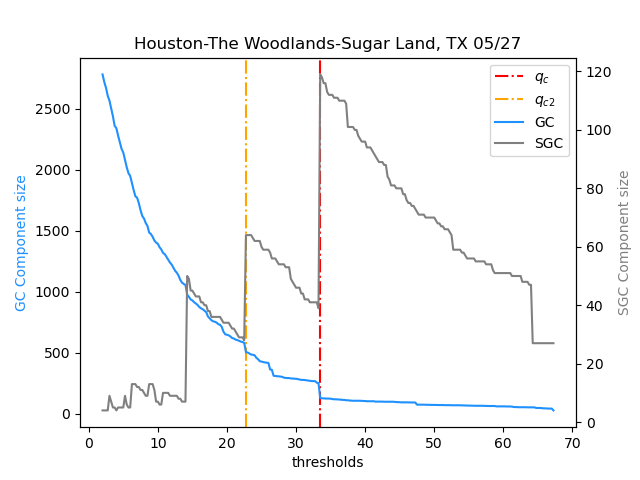 Houston-The Woodlands-Sugar Land, TX 05/27
GC Component size
2500
2000
1500
1000
500
0
120
100
80
60
40
20
0
SGC Component size
q_c
q_c2
GC
SGC
0 10 20 30 40 50 60 70
thresholds